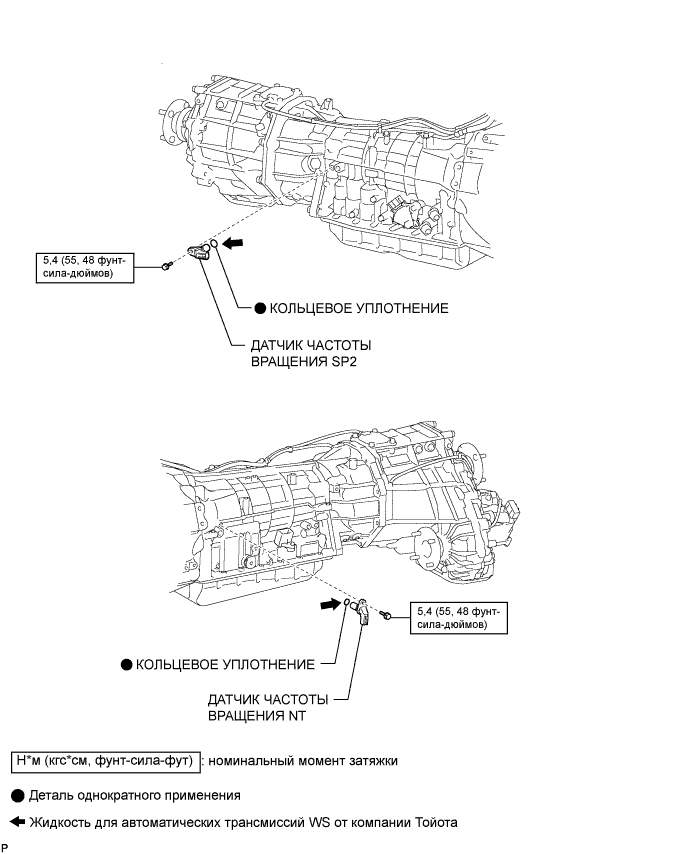 5,4 (55, 48 фунт-
сила-дюймов)
● КОЛЬЦЕВОЕ УПЛОТНЕНИЕ
ДАТЧИК ЧАСТОТЫ
ВРАЩЕНИЯ SP2
5,4 (55, 48 фунт-
сила-дюймов)
● КОЛЬЦЕВОЕ УПЛОТНЕНИЕ
ДАТЧИК ЧАСТОТЫ
ВРАЩЕНИЯ NT
Н*м (кгс*см, фунт-сила-фут) : номинальный момент затяжки
● Деталь однократного применения
Жидкость для автоматических трансмиссий WS от компании Тойота
P